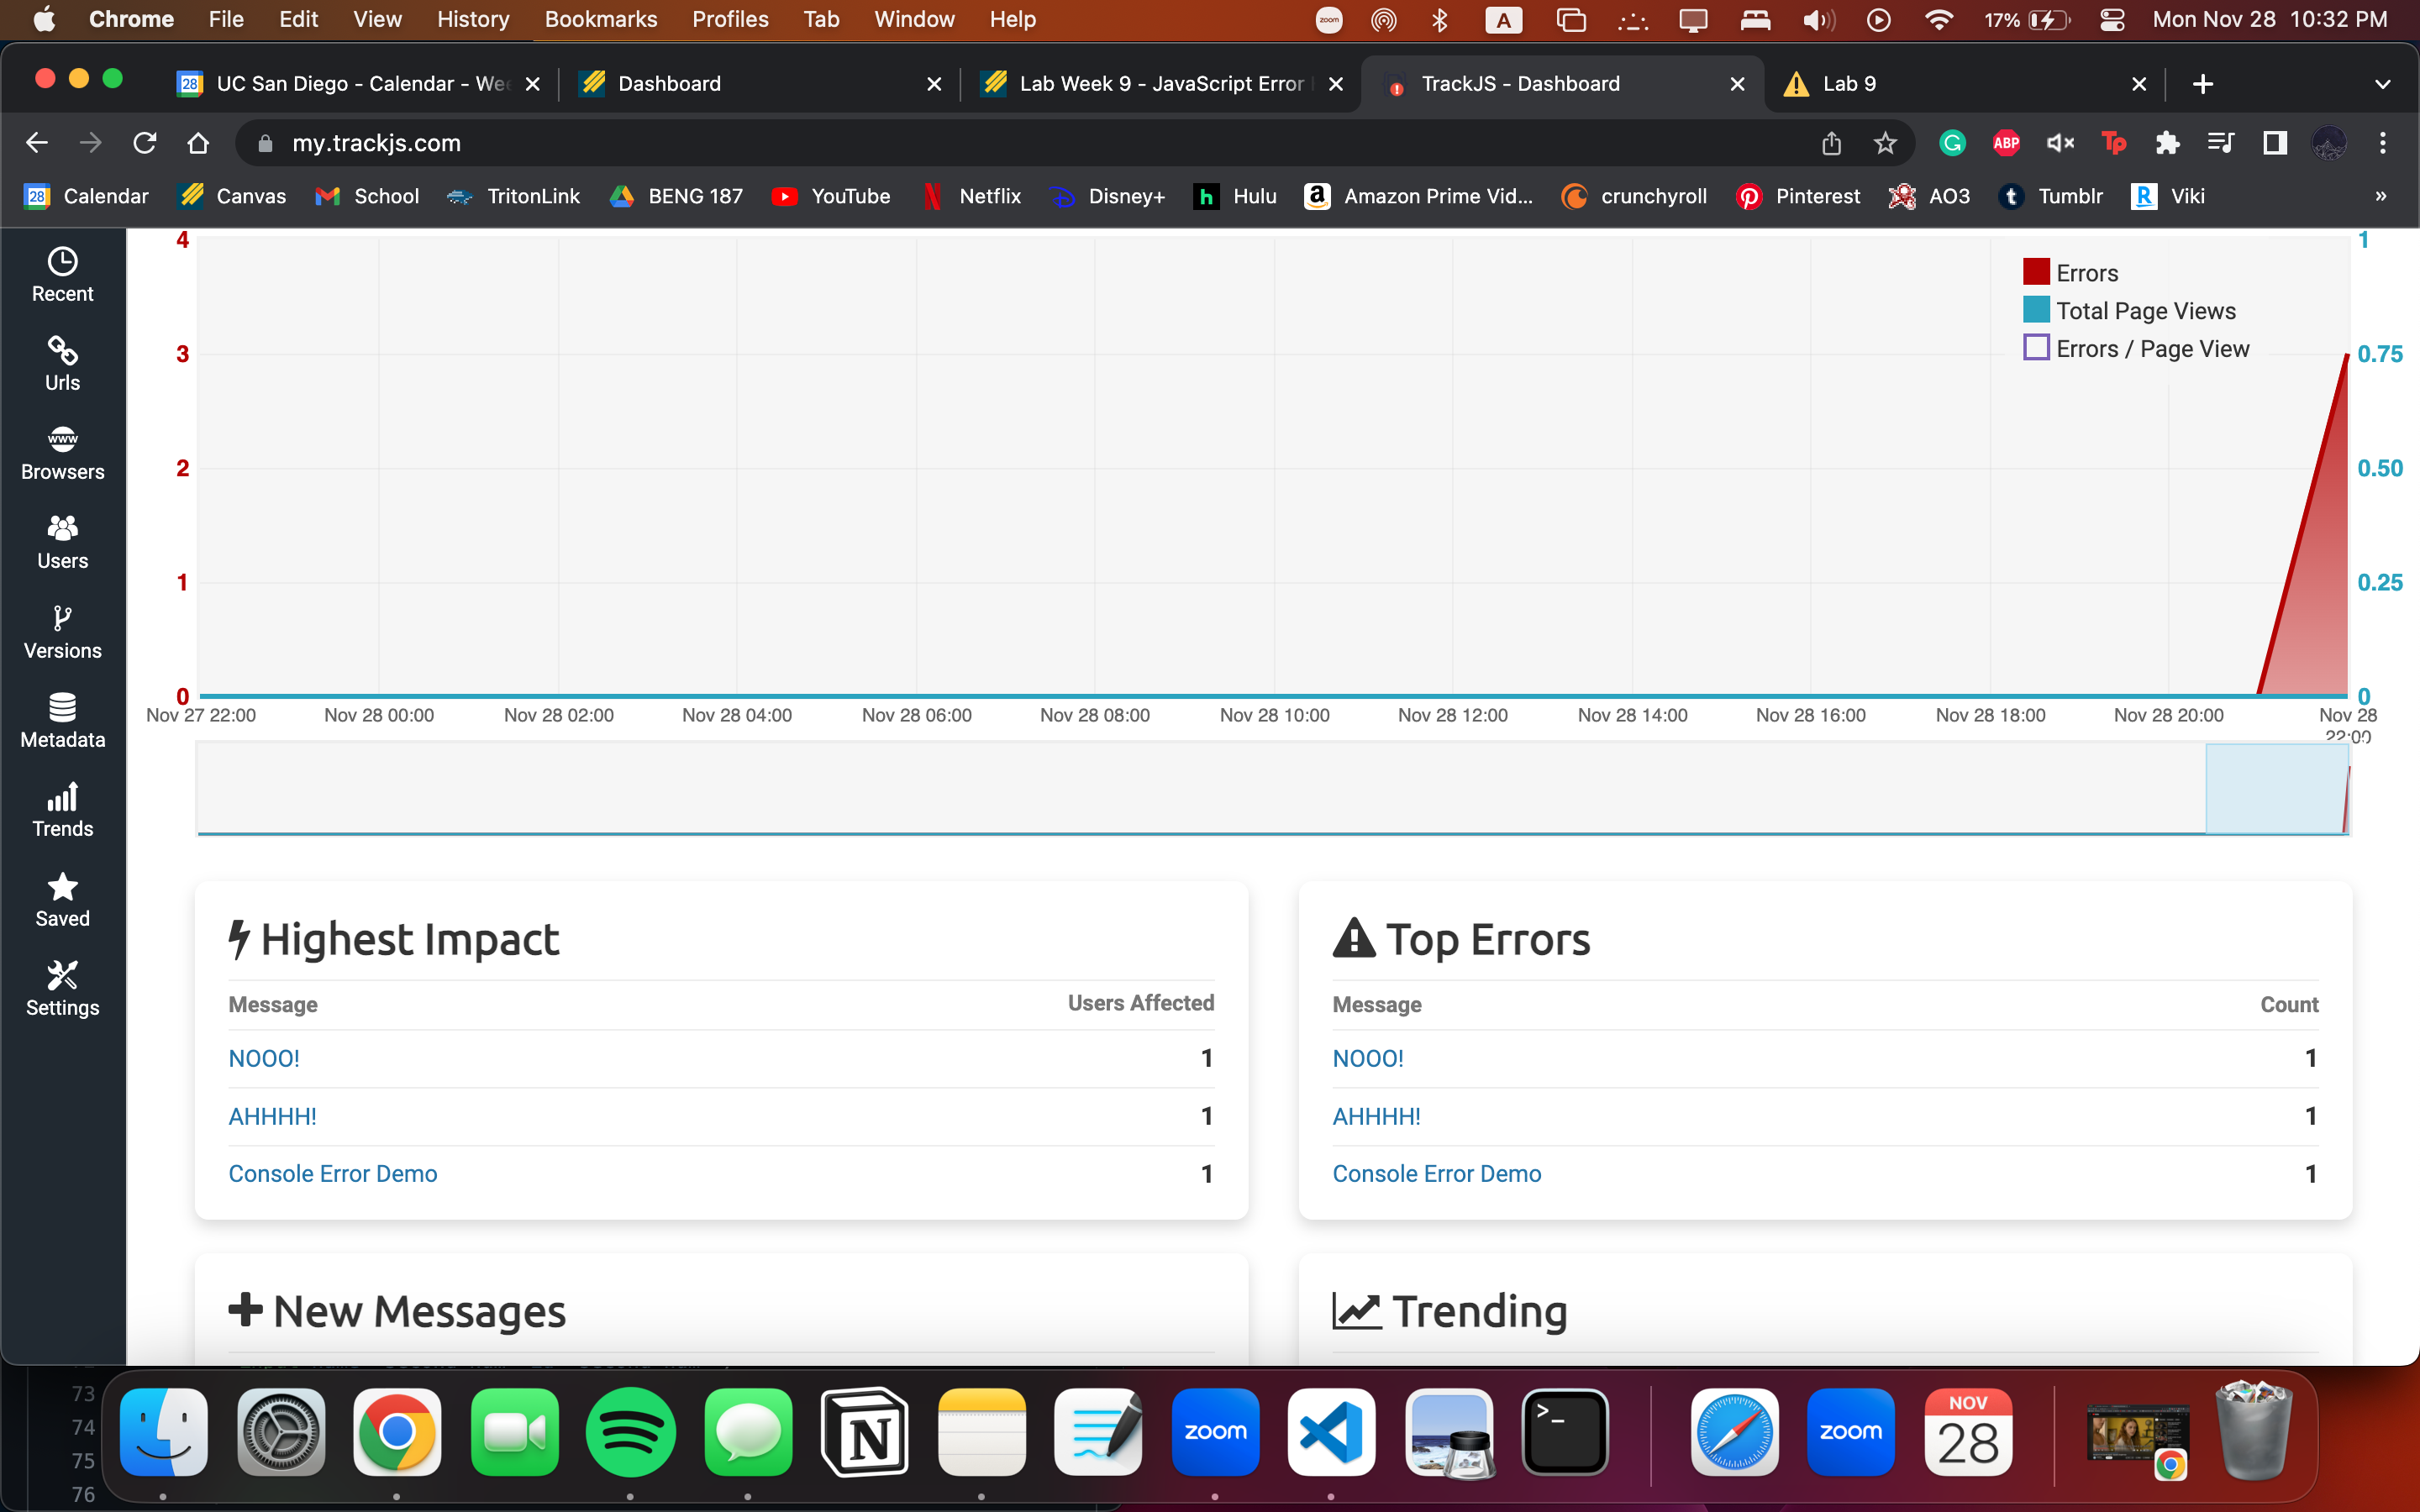 Chrome File Edit View History Bookmarks Profiles Tab Window Help zoom A 17% Mon Nov 28 10:32 PM
28 UC San Diego - Calendar - We Dashboard Lab Week 9 - JavaScript Error TrackJS - Dashboard Lab 9
my.trackjs.com G ABP Tp
28 Calendar Canvas School TritonLink BENG 187 YouTube Netflix Disney+ h Hulu a Amazon Prime Vid... crunchyroll Pinterest AO3 t Tumblr R Viki »
Recent
Urls
www
Browsers
Users
Versions
Metadata
Trends
Saved
Settings
4 1
Errors
Total Page Views
Errors / Page View
3 0.75
2 0.50
1 0.25
0 0
Nov 27 22:00 Nov 28 00:00 Nov 28 02:00 Nov 28 04:00 Nov 28 06:00 Nov 28 08:00 Nov 28 10:00 Nov 28 12:00 Nov 28 14:00 Nov 28 16:00 Nov 28 18:00 Nov 28 20:00 Nov 28
22:00
Highest Impact
Message Users Affected
NOOO! 1
AHHHH! 1
Console Error Demo 1
Top Errors
Message Count
NOOO! 1
AHHHH! 1
Console Error Demo 1
New Messages
Trending
73
74
75
76
N zoom >_ zoom NOV
28